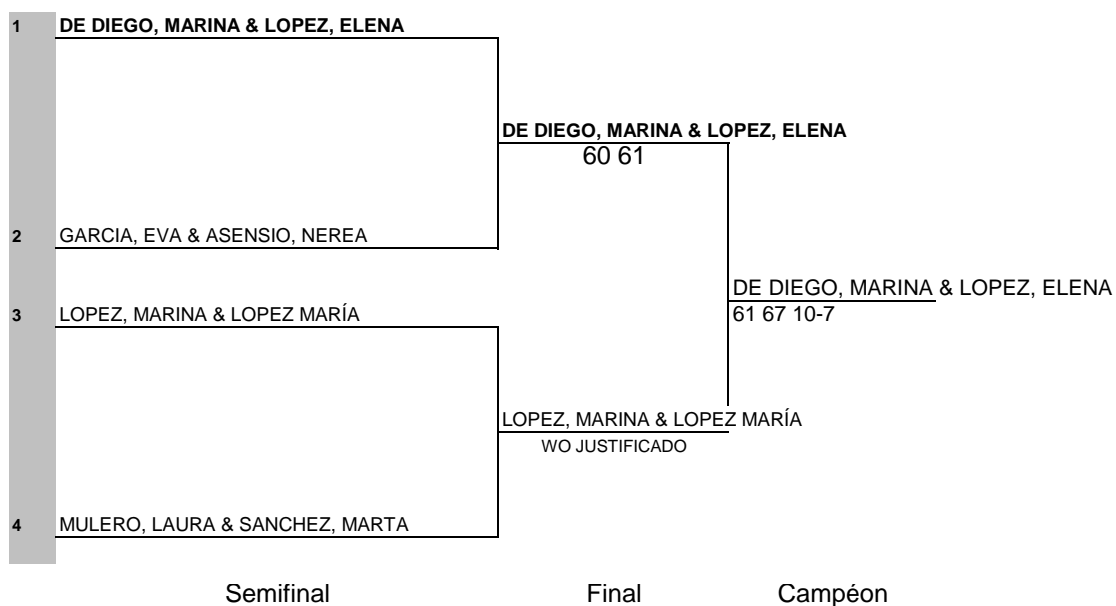 1 DE DIEGO, MARINA & LOPEZ, ELENA
DE DIEGO, MARINA & LOPEZ, ELENA
60 61
2 GARCIA, EVA & ASENSIO, NEREA
DE DIEGO, MARINA & LOPEZ, ELENA
61 67 10-7
3 LOPEZ, MARINA & LOPEZ MARÍA
LOPEZ, MARINA & LOPEZ MARÍA
WO JUSTIFICADO
4 MULERO, LAURA & SANCHEZ, MARTA
Semifinal Final Campéon